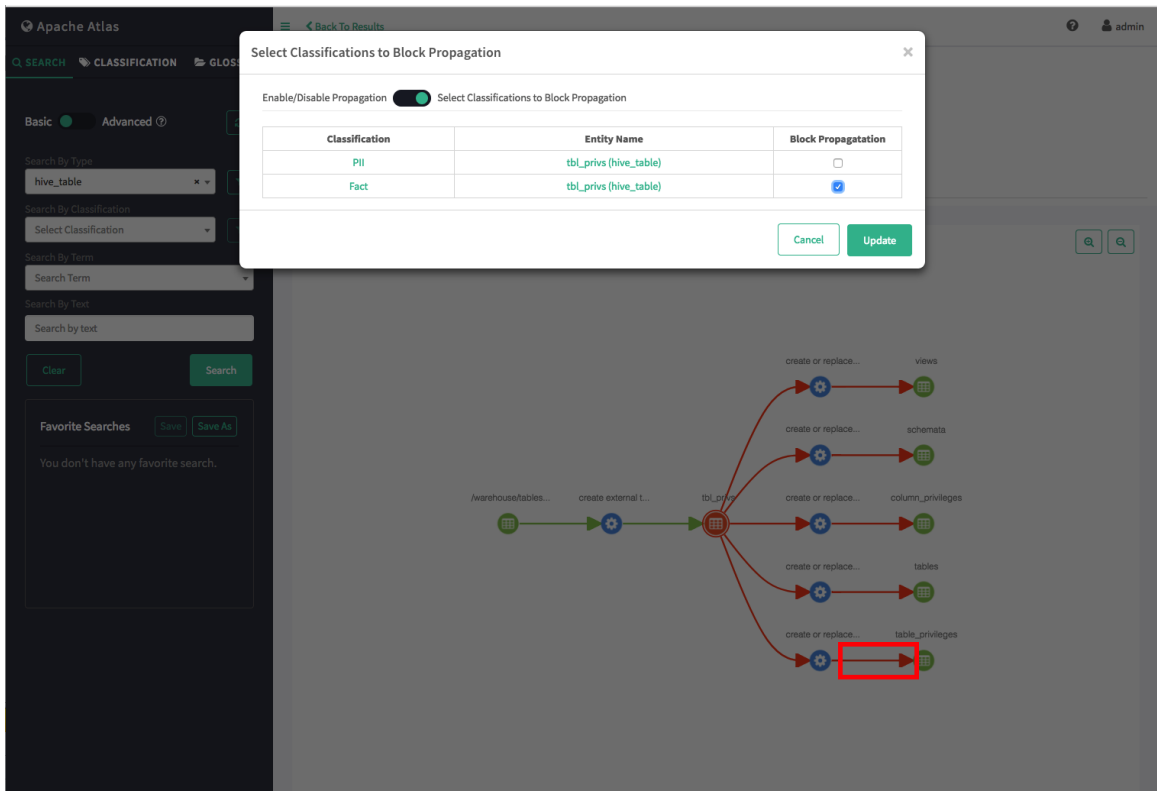 Apache Atlas
Back To Results
admin
SEARCH CLASSIFICATION GLOS
Select Classifications to Block Propagation
×
Enable/Disable Propagation Select Classifications to Block Propagation
Classification Entity Name Block Propagatation
PII tbl_privs (hive_table)
Fact tbl_privs (hive_table)
Cancel Update
Basic Advanced
Search By Type
hive_table
Search By Classification
Select Classification
Search By Term
Search Term
Search By Text
Search by text
Clear Search
Favorite Searches Save Save As
You don't have any favorite search.
create or replace... views
create or replace... schemata
/warehouse/tables... create external t... tbl_privs create or replace... column_privileges
create or replace... tables
create or replace... table_privileges